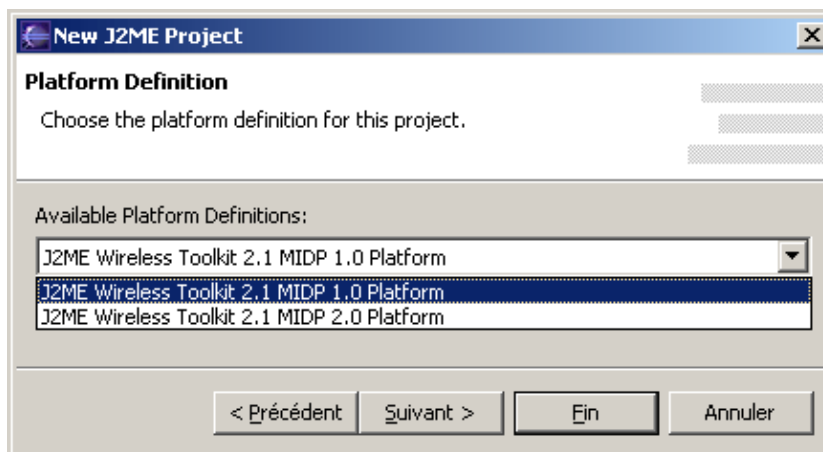 New J2ME Project
Platform Definition
Choose the platform definition for this project.
Available Platform Definitions:
J2ME Wireless Toolkit 2.1 MIDP 1.0 Platform
J2ME Wireless Toolkit 2.1 MIDP 1.0 Platform
J2ME Wireless Toolkit 2.1 MIDP 2.0 Platform
< Précédent Suivant > Fin Annuler